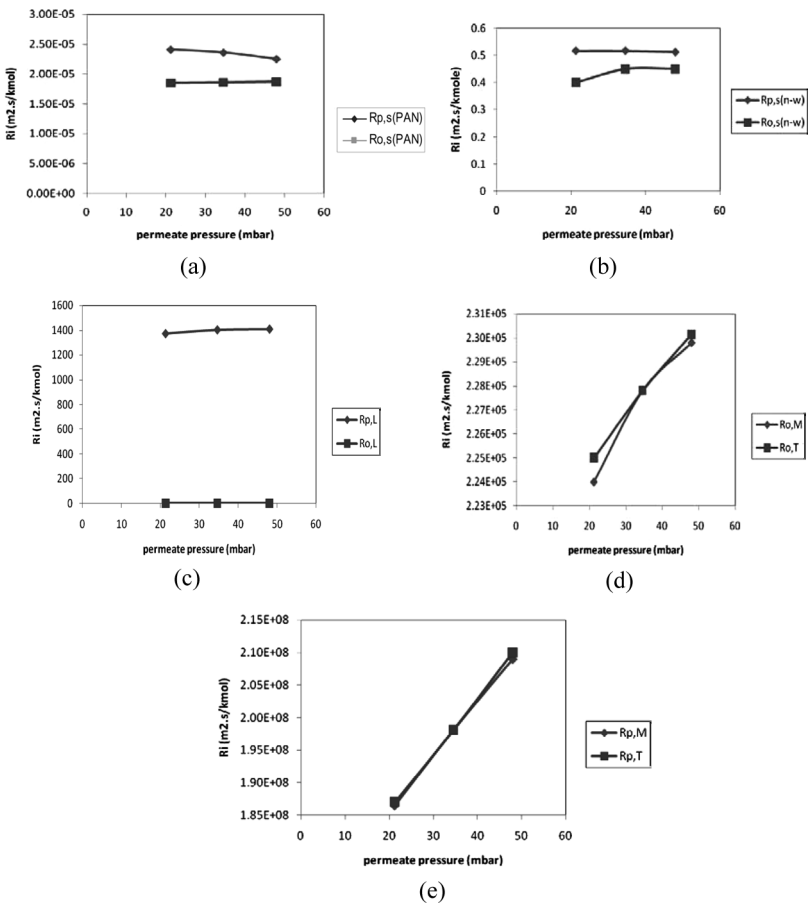 3.00E-05
2.50E-05
2.00E-05
1.50E-05
1.00E-05
5.00E-06
0.00E+00
Ri (m2.s/kmol)
0 10 20 30 40 50 60
permeate pressure (mbar)
Rp,s(PAN)
Ro,s(PAN)
(a)
0.6
0.5
0.4
0.3
0.2
0.1
0
Ri (m2.s/kmole)
0 20 40 60
permeate pressure (mbar)
Rp,s(n-w)
Ro,s(n-w)
(b)
1600
1400
1200
1000
800
600
400
200
0
Ri (m2.s/kmol)
0 10 20 30 40 50 60
permeate pressure (mbar)
Rp,L
Ro,L
(c)
2.31E+05
2.30E+05
2.29E+05
2.28E+05
2.27E+05
2.26E+05
2.25E+05
2.24E+05
2.23E+05
Ri (m2.s/kmol)
0 10 20 30 40 50 60
permeate pressure (mbar)
Ro,M
Ro,T
(d)
2.15E+08
2.10E+08
2.05E+08
2.00E+08
1.95E+08
1.90E+08
1.85E+08
Ri (m2.s/kmol)
0 10 20 30 40 50 60
permeate pressure (mbar)
Rp,M
Rp,T
(e)